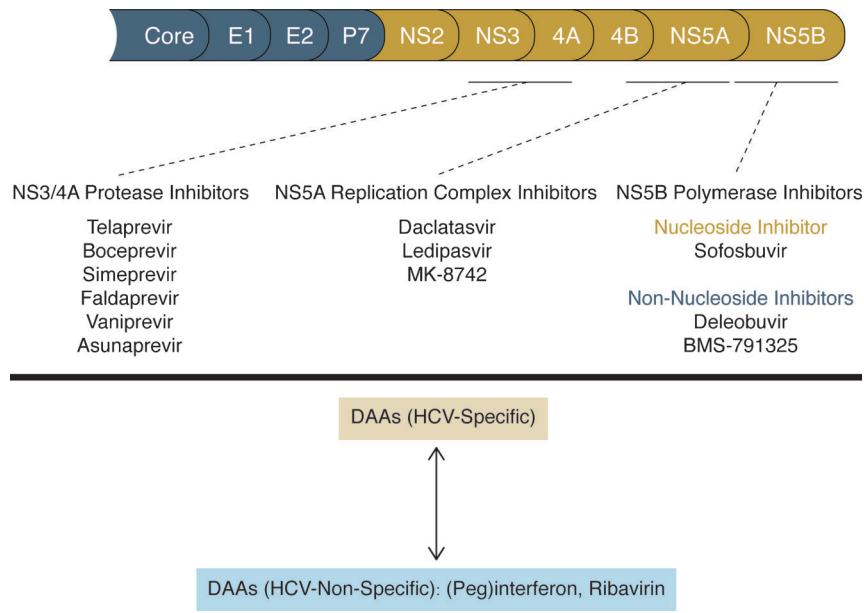 Core E1 E2 P7 NS2 NS3 4A 4B NS5A NS5B
NS3/4A Protease Inhibitors
Telaprevir
Boceprevir
Simeprevir
Faldaprevir
Vaniprevir
Asunaprevir
NS5A Replication Complex Inhibitors
Daclatasvir
Ledipasvir
MK-8742
NS5B Polymerase Inhibitors
Nucleoside Inhibitor
Sofosbuvir
Non-Nucleoside Inhibitors
Deleobuvir
BMS-791325
DAAs (HCV-Specific)
DAAs (HCV-Non-Specific): (Peg)interferon, Ribavirin